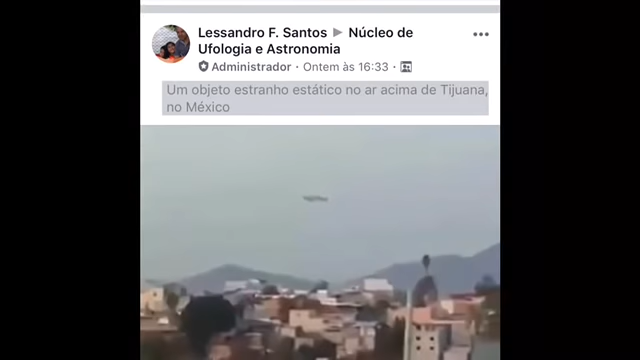 Lessandro F. Santos ▶ Núcleo de
Ufologia e Astronomia
Administrador · Ontem às 16:33 ·
Um objeto estranho estático no ar acima de Tijuana,
no México